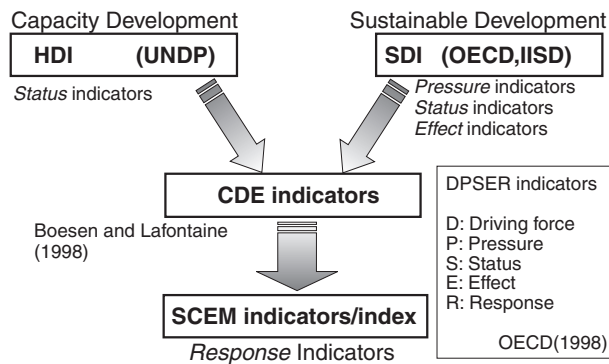 Capacity Development
HDI (UNDP)
Status indicators
Sustainable Development
SDI (OECD,IISD)
Pressure indicators
Status indicators
Effect indicators
CDE indicators
Boesen and Lafontaine
(1998)
SCEM indicators/index
Response Indicators
DPSER indicators
D: Driving force
P: Pressure
S: Status
E: Effect
R: Response
OECD(1998)